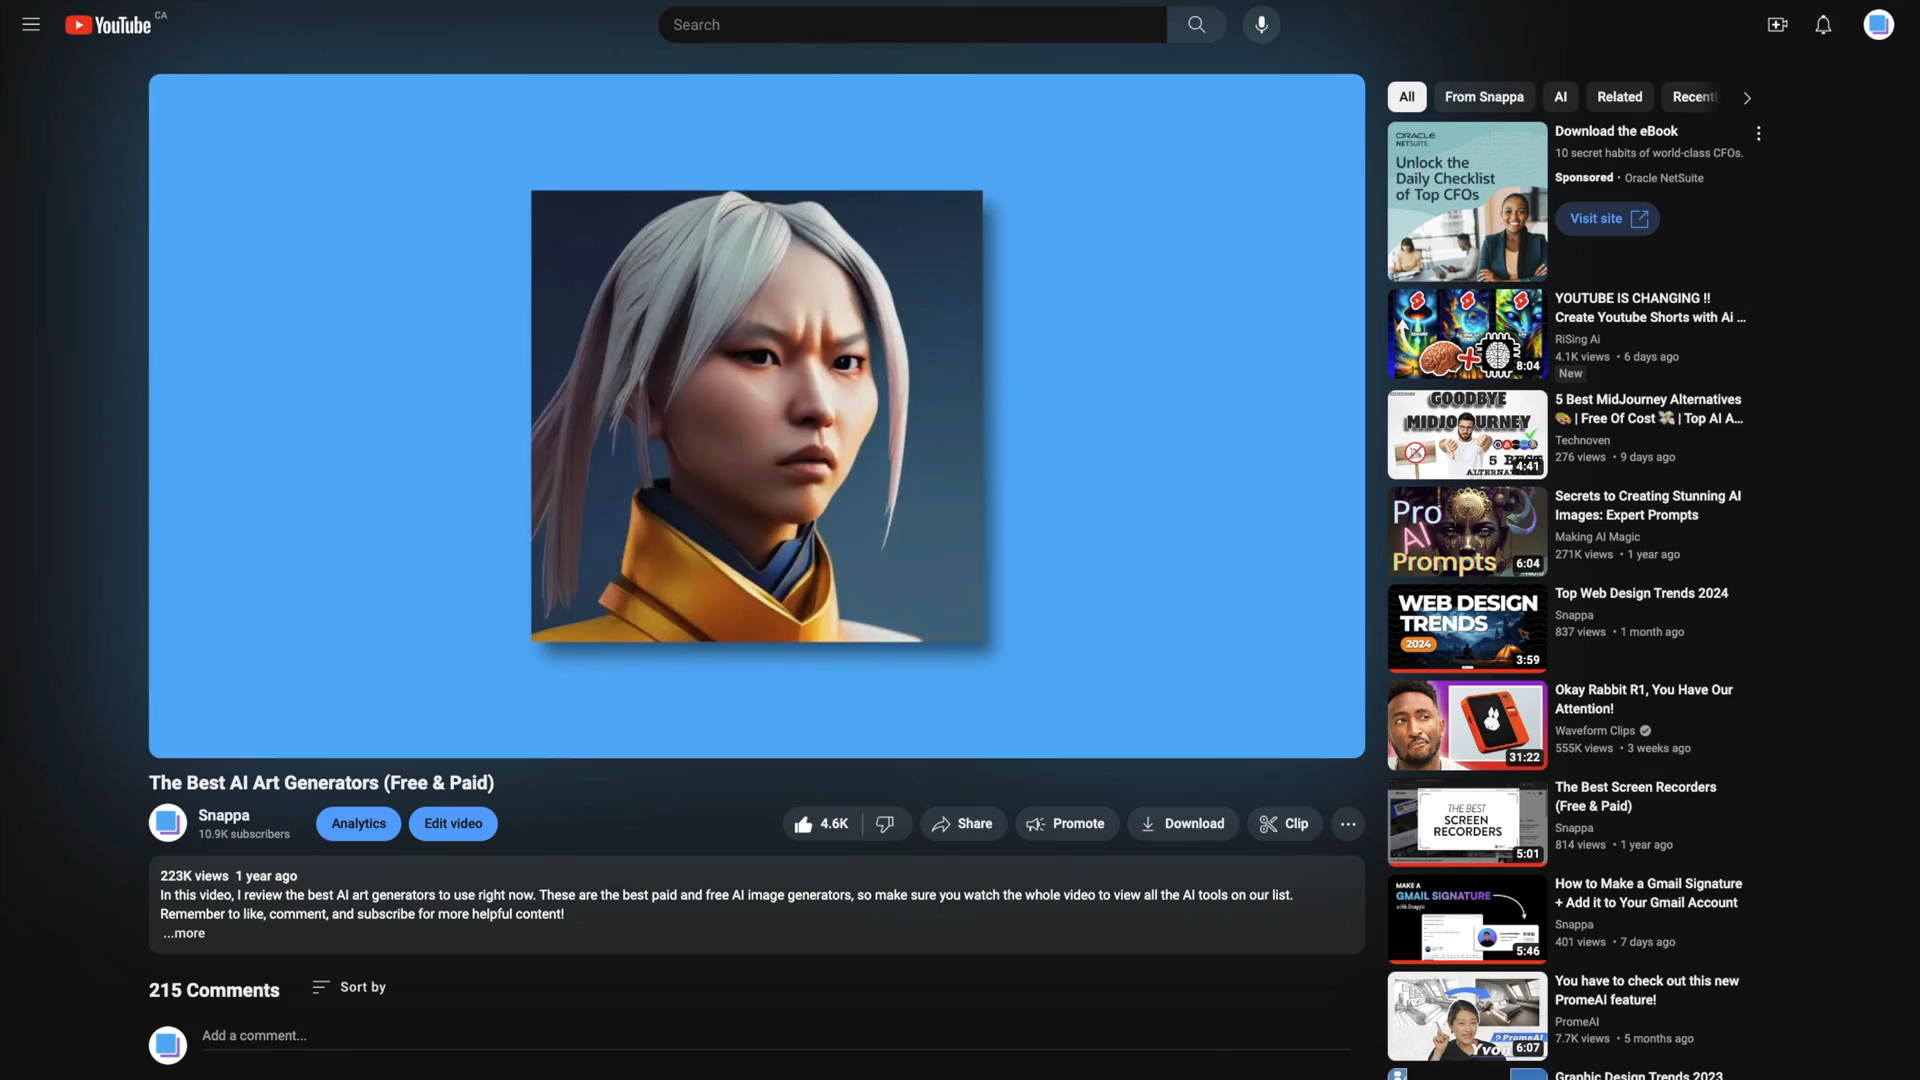 YouTube CA
Search
All
From Snappa
AI
Related
Recent
ORACLE
NETSUITE
Unlock the
Daily Checklist
of Top CFOs
Download the eBook
10 secret habits of world-class CFOs.
Sponsored · Oracle NetSuite
Visit site
8:04
YOUTUBE IS CHANGING !!
Create Youtube Shorts with Ai ...
RiSing Ai
4.1K views · 6 days ago
New
GOODBYE
MIDJOURNEY
5 BEST
4:41
5 Best MidJourney Alternatives
🎨 | Free Of Cost 💸 | Top AI A...
Technoven
276 views · 9 days ago
Pro
AI
Prompts
6:04
Secrets to Creating Stunning AI
Images: Expert Prompts
Making AI Magic
271K views · 1 year ago
WEB DESIGN
TRENDS
2024
3:59
Top Web Design Trends 2024
Snappa
837 views · 1 month ago
31:22
Okay Rabbit R1, You Have Our
Attention!
Waveform Clips
555K views · 3 weeks ago
THE BEST
SCREEN
RECORDERS
5:01
The Best Screen Recorders
(Free & Paid)
Snappa
814 views · 1 year ago
MAKE A
GMAIL SIGNATURE
with Snappa
5:46
How to Make a Gmail Signature
+ Add it to Your Gmail Account
Snappa
401 views · 7 days ago
PromeAI
Yvon
6:07
You have to check out this new
PromeAI feature!
PromeAI
7.7K views · 5 months ago
Graphic Design Trends 2023
The Best AI Art Generators (Free & Paid)
Snappa
10.9K subscribers
Analytics
Edit video
4.6K
Share
Promote
Download
Clip
223K views 1 year ago
In this video, I review the best AI art generators to use right now. These are the best paid and free AI image generators, so make sure you watch the whole video to view all the AI tools on our list.
Remember to like, comment, and subscribe for more helpful content!
...more
215 Comments
Sort by
Add a comment...